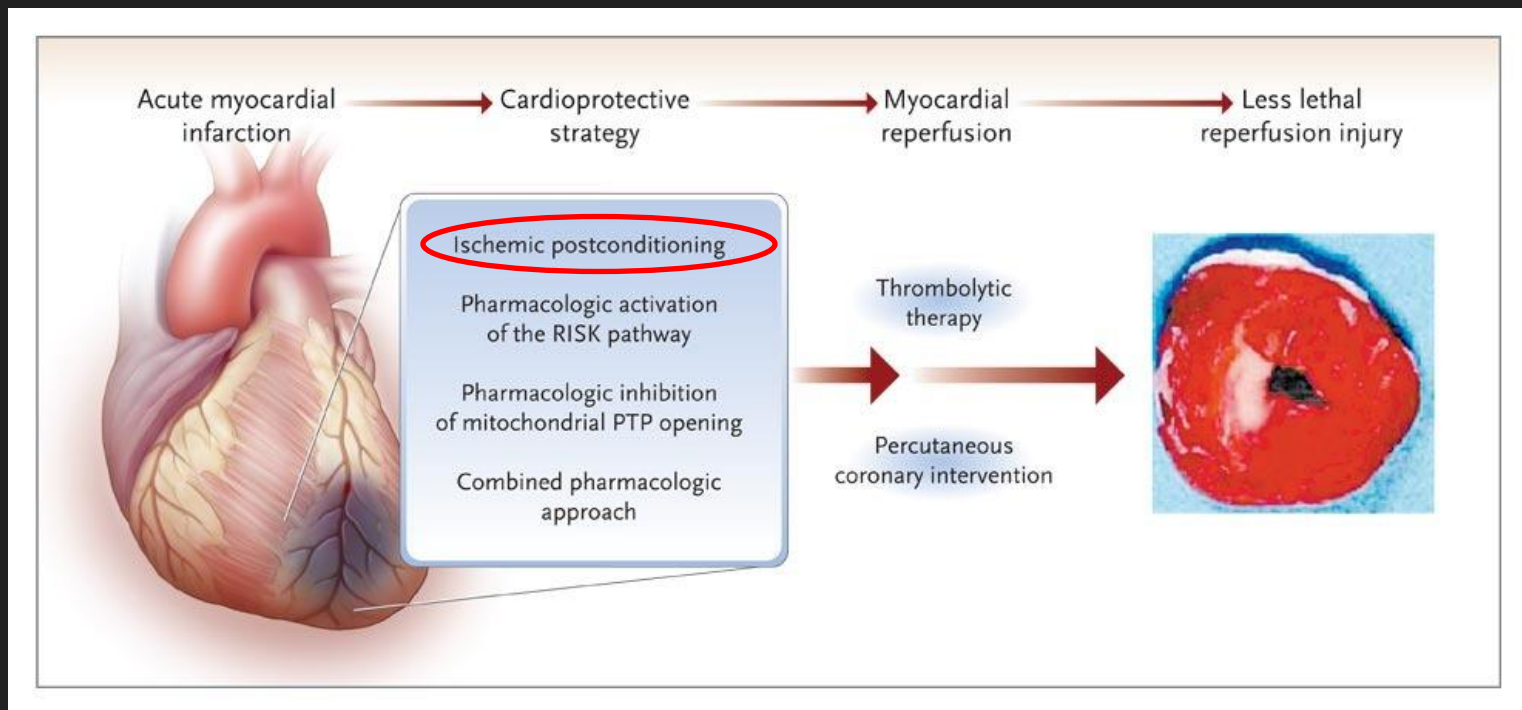 Acute myocardial
infarction
Cardioprotective
strategy
Myocardial
reperfusion
Less lethal
reperfusion injury
Ischemic postconditioning
Pharmacologic activation
of the RISK pathway
Pharmacologic inhibition
of mitochondrial PTP opening
Combined pharmacologic
approach
Thrombolytic
therapy
Percutaneous
coronary intervention